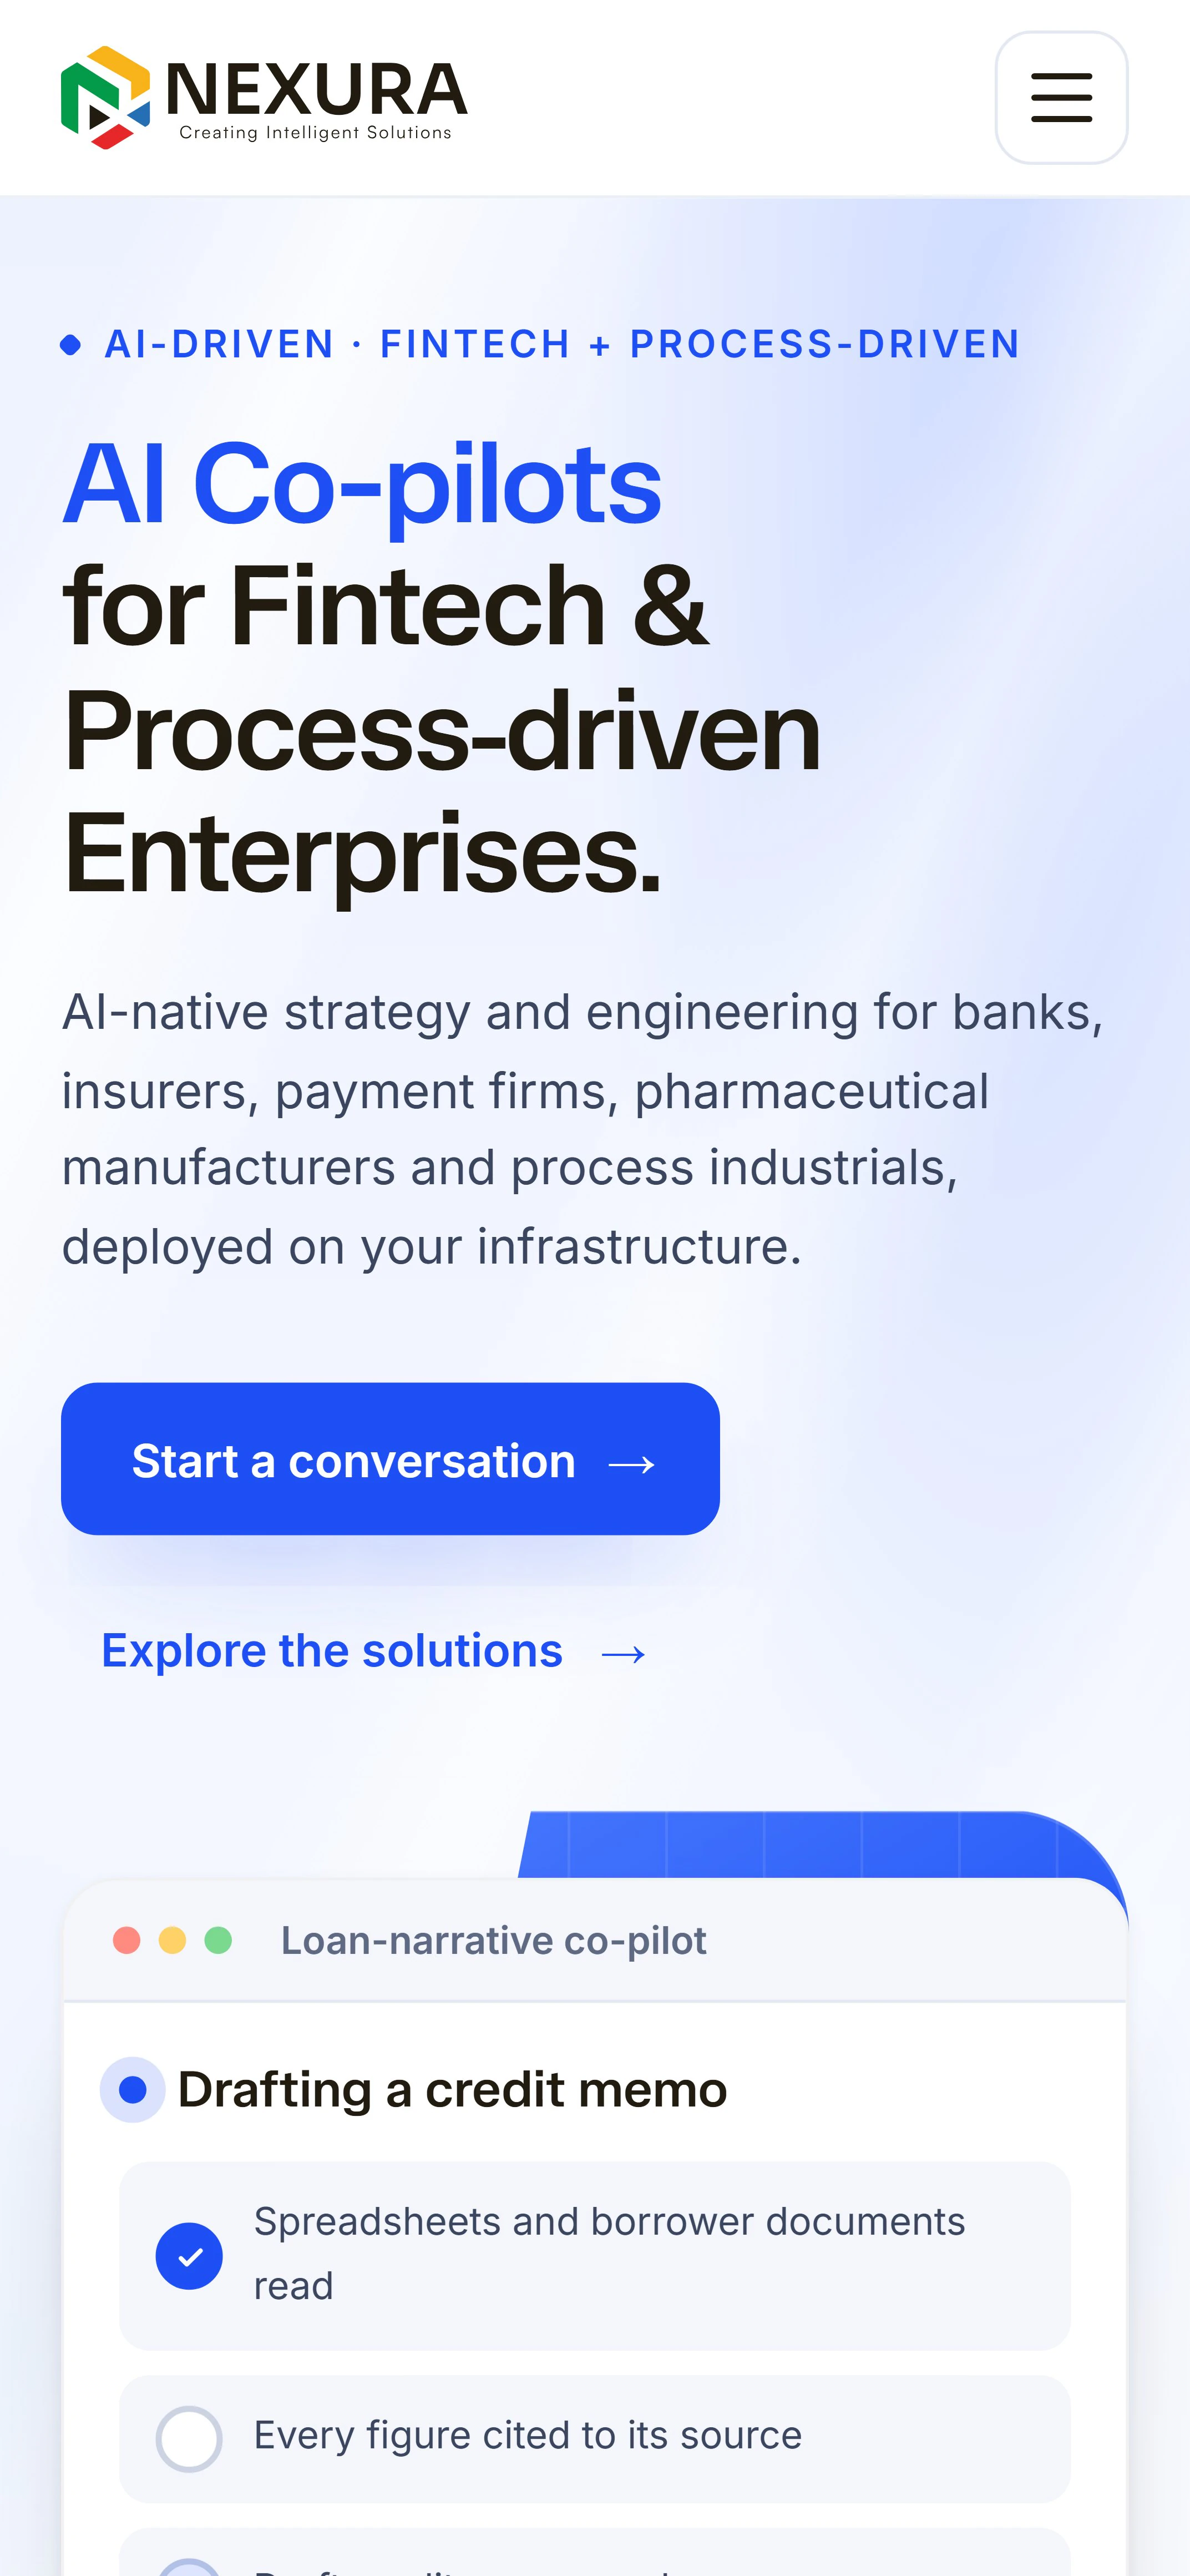 NEXURA
Creating Intelligent Solutions
AI-DRIVEN · FINTECH + PROCESS-DRIVEN
AI Co-pilots
for Fintech &
Process-driven
Enterprises.
AI-native strategy and engineering for banks,
insurers, payment firms, pharmaceutical
manufacturers and process industrials,
deployed on your infrastructure.
Start a conversation →
Explore the solutions →
Loan-narrative co-pilot
Drafting a credit memo
Spreadsheets and borrower documents
read
Every figure cited to its source